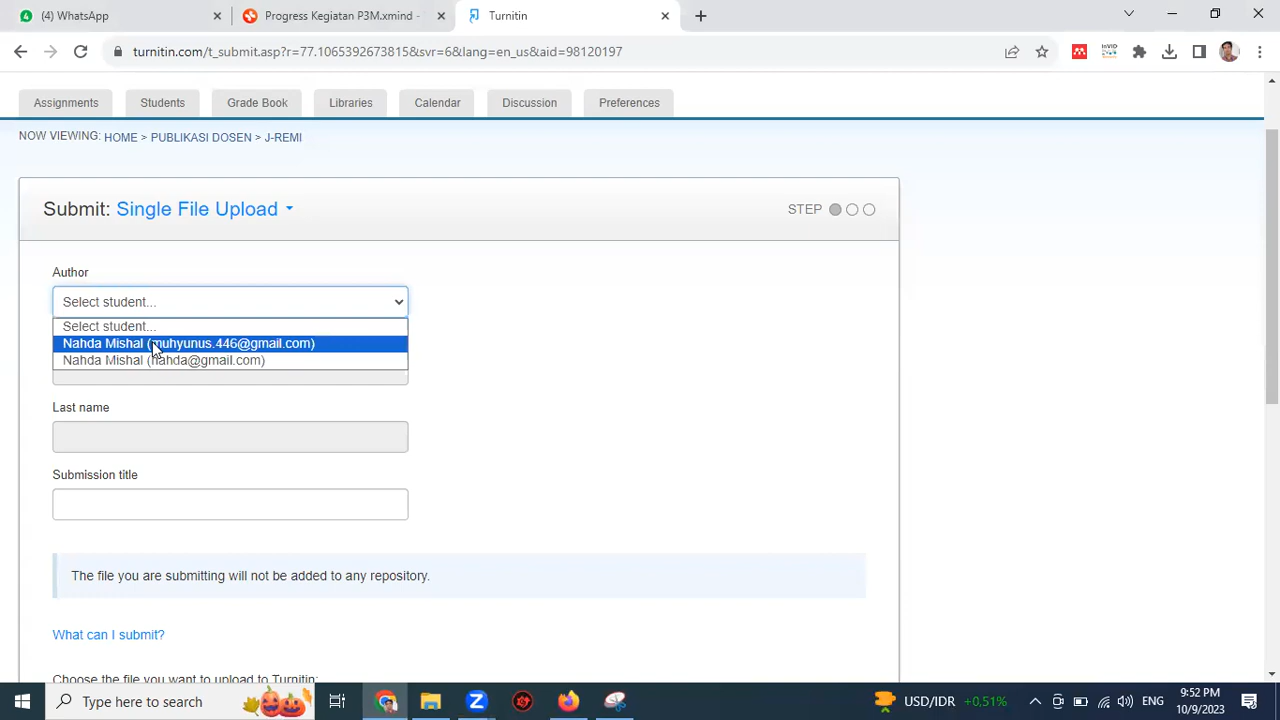 (4) WhatsApp
Progress Kegiatan P3M.xmind -
Turnitin
turnitin.com/t_submit.asp?r=77.1065392673815&svr=6&lang=en_us&aid=98120197
Assignments Students Grade Book Libraries Calendar Discussion Preferences
NOW VIEWING: HOME > PUBLIKASI DOSEN > J-REMI
Submit: Single File Upload
STEP
Author
Select student...
Select student...
Nahda Mishal (muhyunus.446@gmail.com)
Nahda Mishal (nahda@gmail.com)
Last name
Submission title
The file you are submitting will not be added to any repository.
What can I submit?
Choose the file you want to upload to Turnitin:
Type here to search
USD/IDR +0,51%
ENG
9:52 PM
10/9/2023